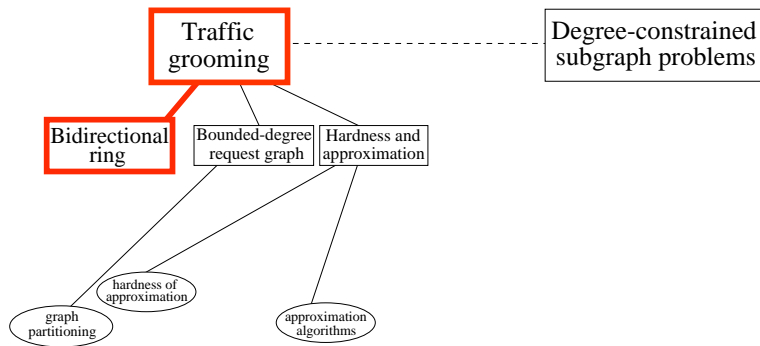 Traffic
grooming
Degree-constrained
subgraph problems
Bidirectional
ring
Bounded-degree
request graph
Hardness and
approximation
hardness of
approximation
graph
partitioning
approximation
algorithms